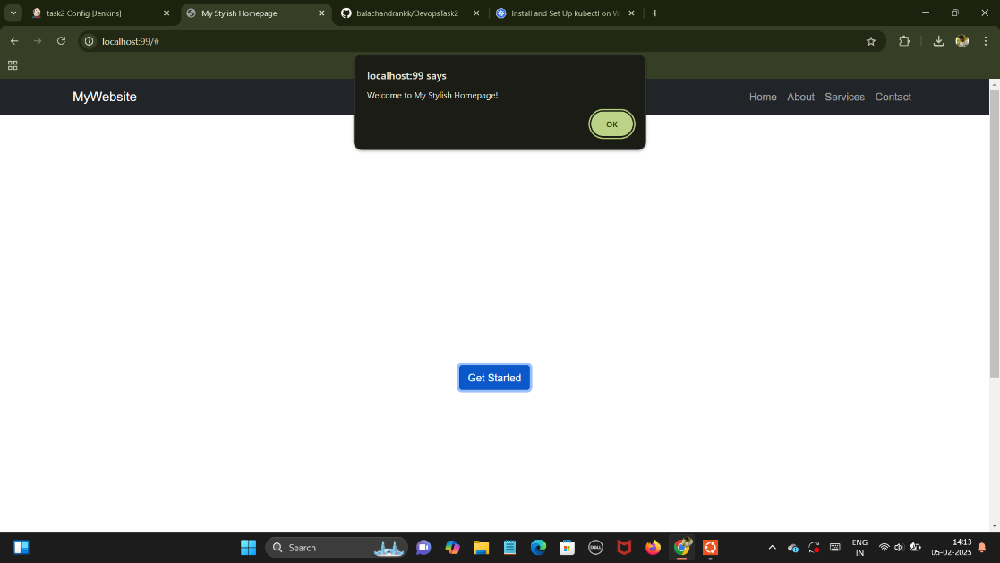 task2 Config [Jenkins]
My Stylish Homepage
balachandrankk/DevopsTask2
Install and Set Up kubectl on W
localhost:99/#
localhost:99 says
Welcome to My Stylish Homepage!
OK
MyWebsite
Home
About
Services
Contact
Get Started
Search
DELL
ENG
IN
14:13
05-02-2025